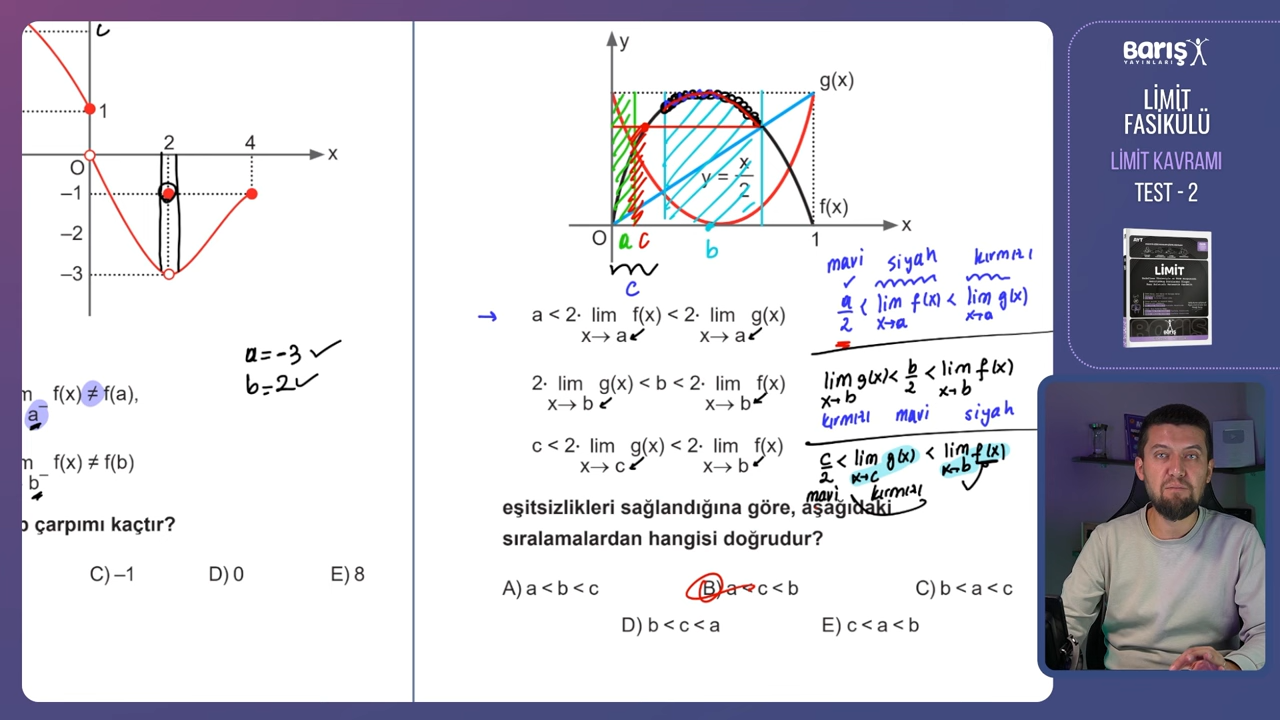 c
1
2
4
x
O
–1
–2
–3
a=-3 ✓
b=2 ✓
f(x) ≠ f(a),
a⁻
f(x) ≠ f(b)
b⁻
çarpımı kaçtır?
C) –1
D) 0
E) 8
y
g(x)
y = x/2
f(x)
O
a
c
b
1
x
c
→ a < 2· lim f(x) < 2· lim g(x)
x→ a
x→ a
2· lim g(x) < b < 2· lim f(x)
x→ b
x→ b
c < 2· lim g(x) < 2· lim f(x)
x→ c
x→ b
mavi siyah kırmızı
a/2 < lim f(x) < lim g(x)
x→a
x→a
lim g(x) < b/2 < lim f(x)
x→b
x→b
kırmızı mavi siyah
c/2 < lim g(x) < lim f(x)
x→c
x→b
mavi kırmızı
eşitsizlikleri sağlandığına göre, aşağıdaki
sıralamalardan hangisi doğrudur?
A) a < b < c
B) a < c < b
C) b < a < c
D) b < c < a
E) c < a < b
BARIŞ
YAYINLARI
LİMİT
FASİKÜLÜ
LİMİT KAVRAMI
TEST - 2
AYT
LİMİT
BARIŞ